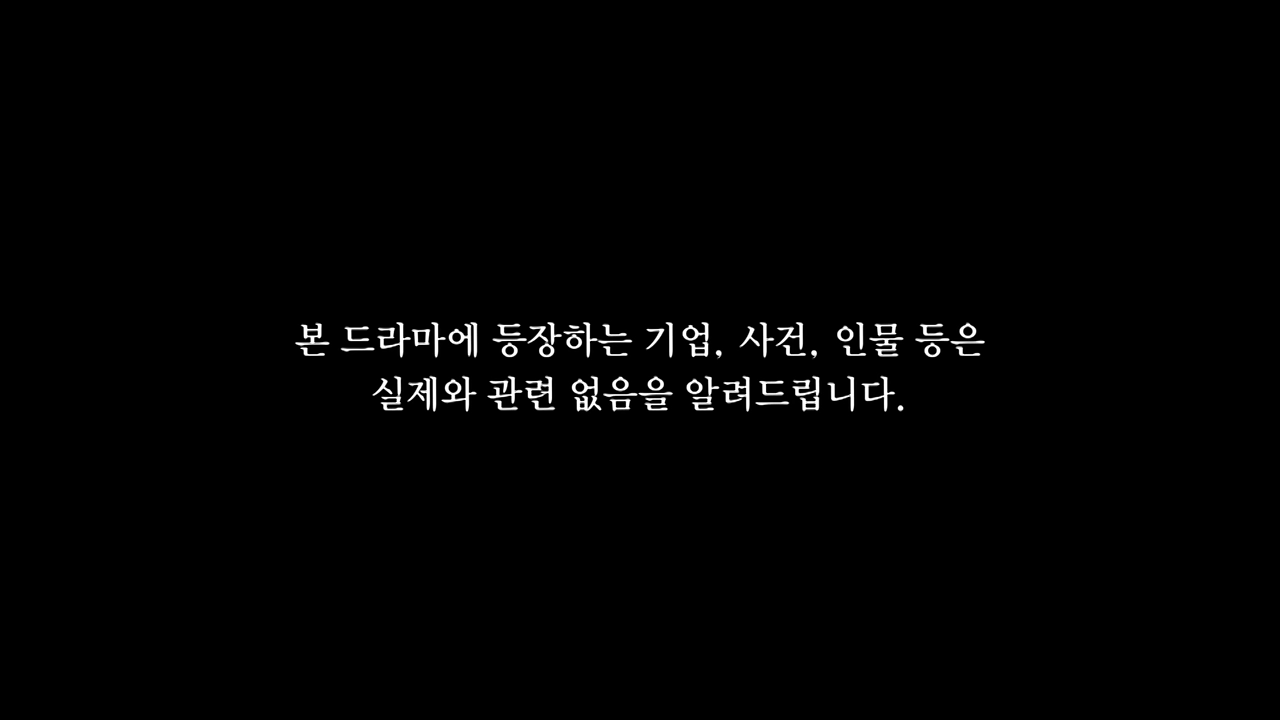 본 드라마에 등장하는 기업, 사건, 인물 등은
실제와 관련 없음을 알려드립니다.